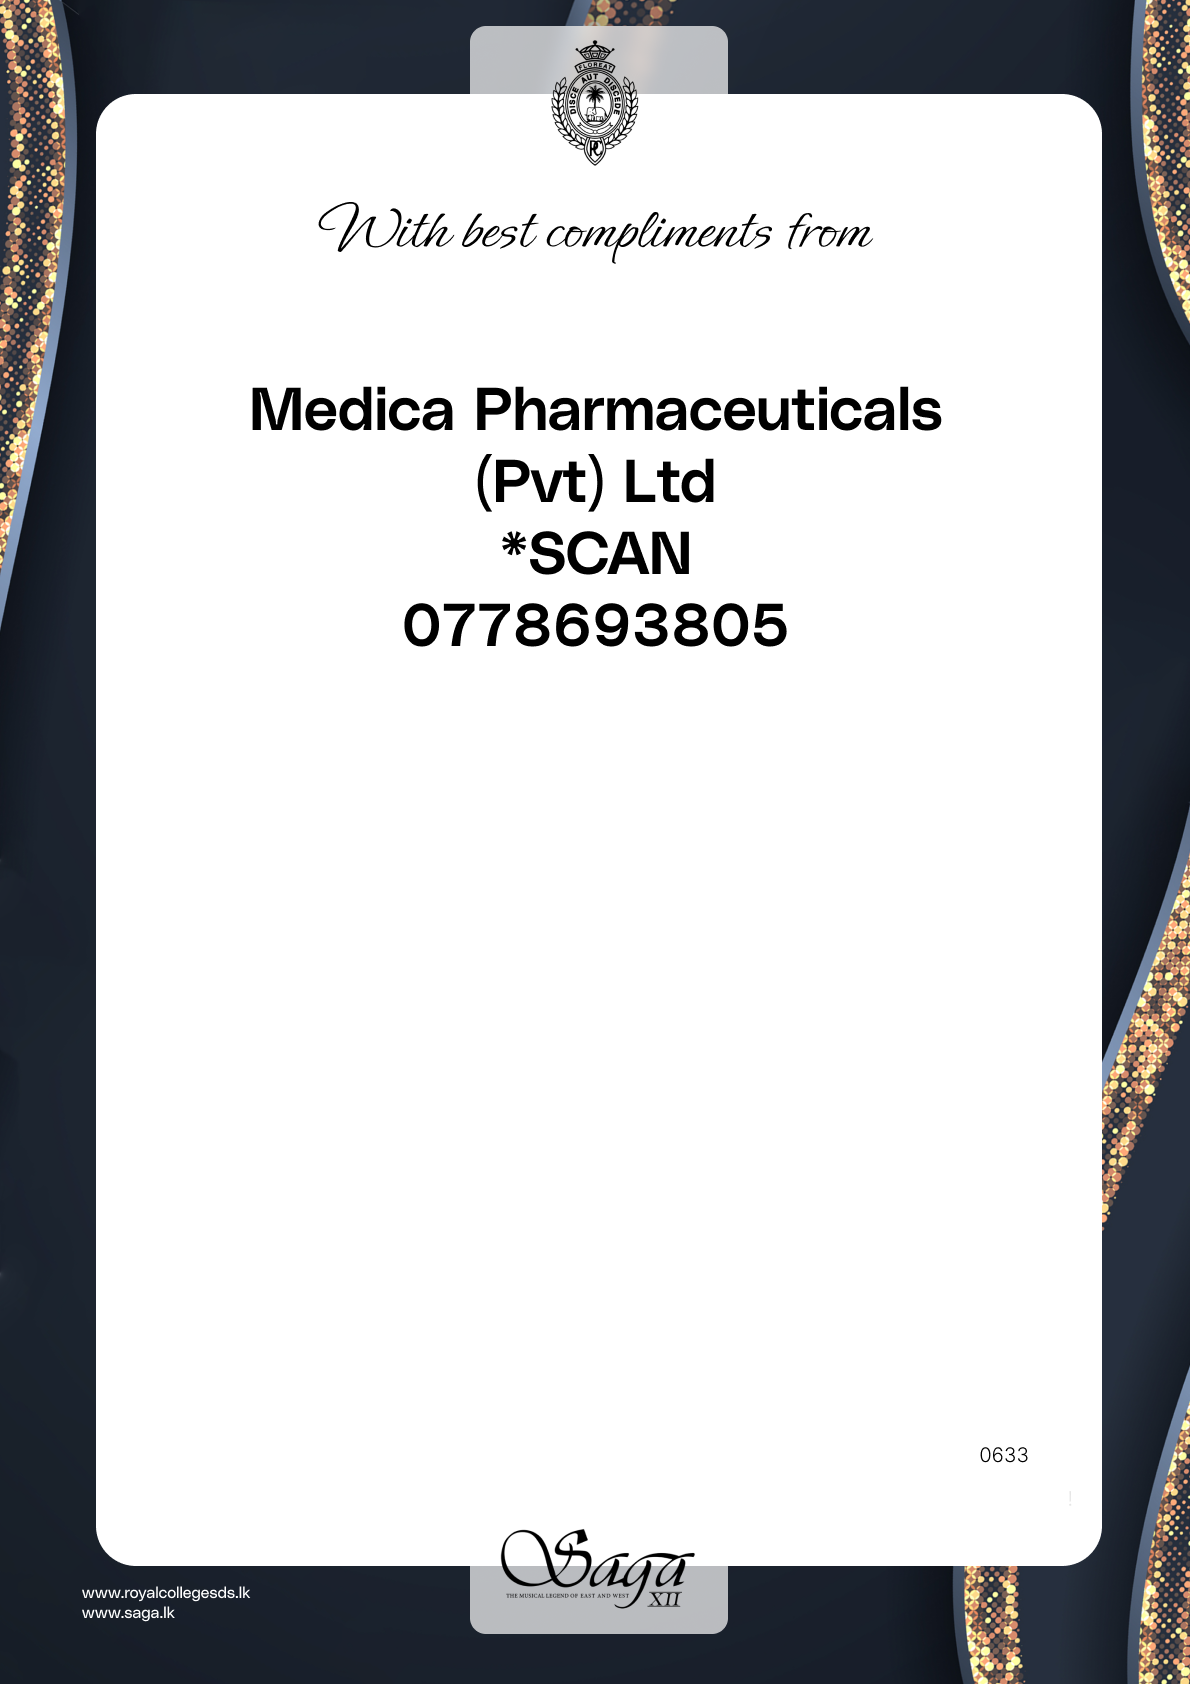 FLOREAT
DISCE AUT DISCEDE
RC
With best compliments from
Medica Pharmaceuticals
(Pvt) Ltd
*SCAN
0778693805
0633
Saga
THE MUSICAL LEGEND OF EAST AND WEST
XII
www.royalcollegesds.lk
www.saga.lk